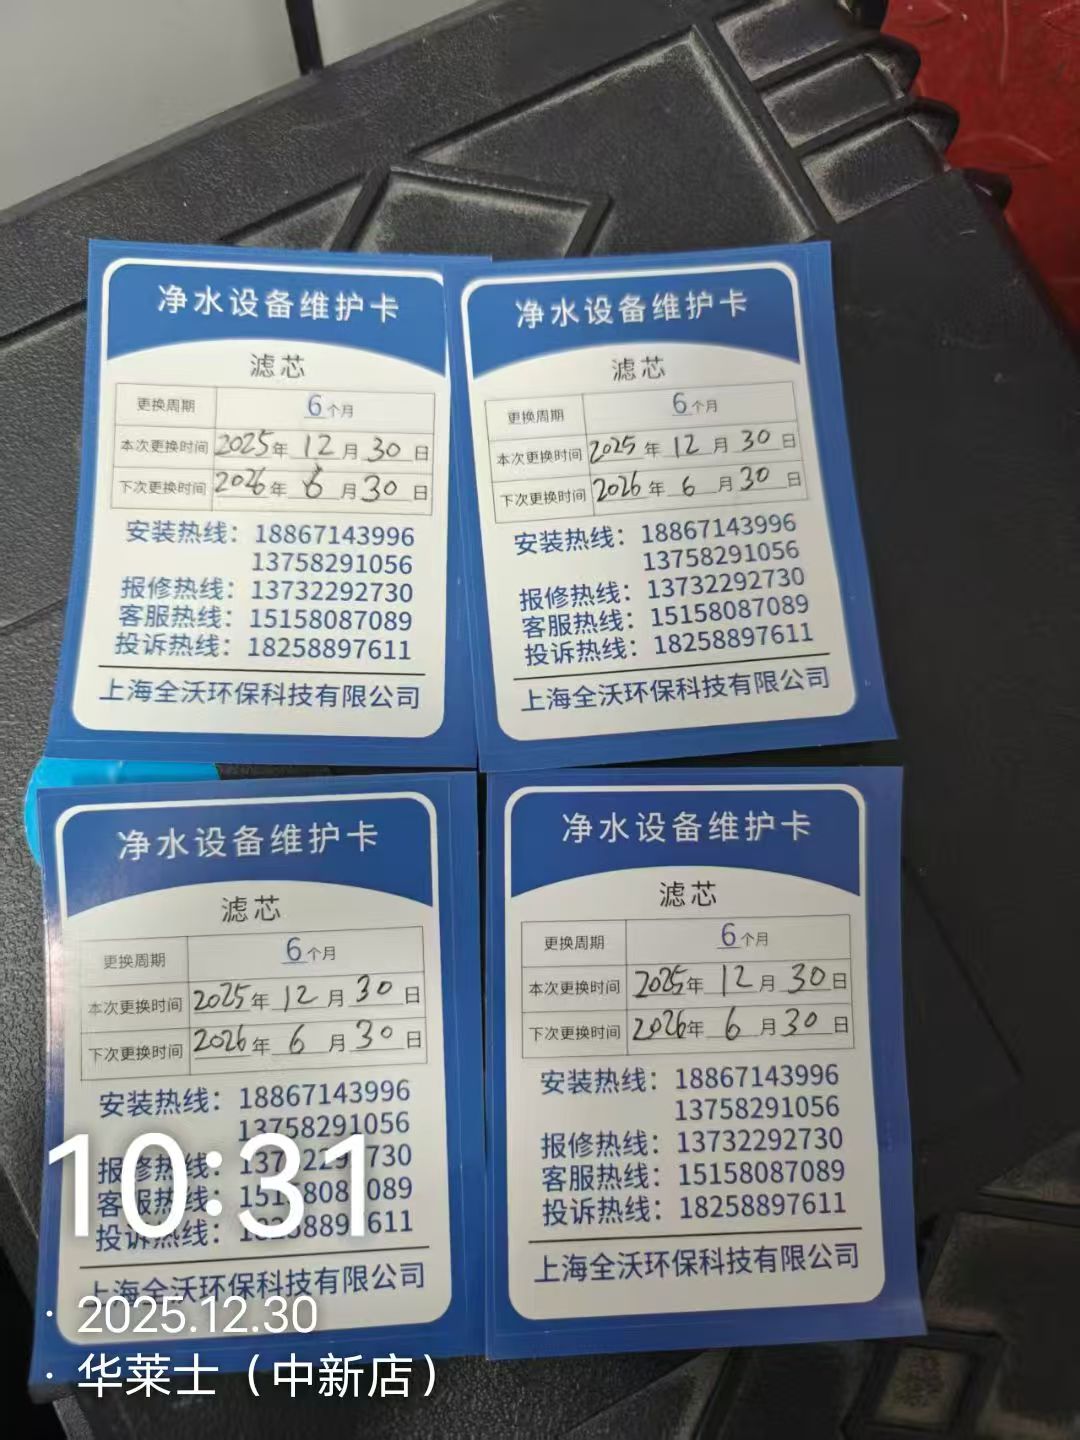 净水设备维护卡
滤芯
更换周期 6个月
本次更换时间 2025年 12月 30日
下次更换时间 2026年 6月 30日
安装热线：18867143996
13758291056
报修热线：13732292730
客服热线：15158087089
投诉热线：18258897611
上海全沃环保科技有限公司
净水设备维护卡
滤芯
更换周期 6个月
本次更换时间 2025年 12月 30日
下次更换时间 2026年 6月 30日
安装热线：18867143996
13758291056
报修热线：13732292730
客服热线：15158087089
投诉热线：18258897611
上海全沃环保科技有限公司
净水设备维护卡
滤芯
更换周期 6个月
本次更换时间 2025年 12月 30日
下次更换时间 2026年 6月 30日
安装热线：18867143996
13758291056
报修热线：13732292730
客服热线：15158087089
投诉热线：18258897611
上海全沃环保科技有限公司
净水设备维护卡
滤芯
更换周期 6个月
本次更换时间 2025年 12月 30日
下次更换时间 2026年 6月 30日
安装热线：18867143996
13758291056
报修热线：13732292730
客服热线：15158087089
投诉热线：18258897611
上海全沃环保科技有限公司
10:31
· 2025.12.30
· 华莱士（中新店）